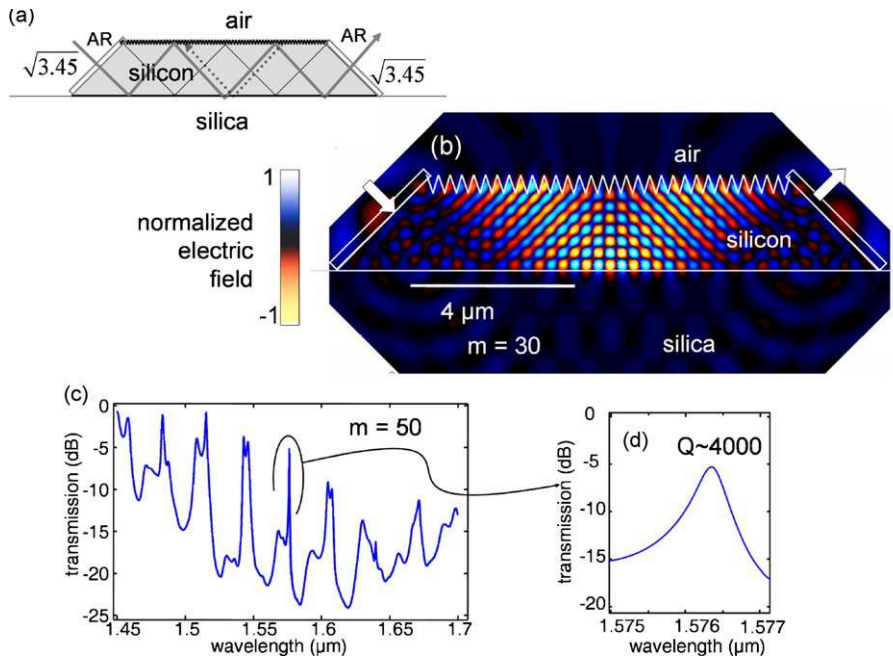 (a)
air
AR
AR
√3.45
silicon
√3.45
silica
(b)
air
1
normalized
electric
field
-1
silicon
4 μm
m = 30
silica
(c)
m = 50
0
-5
-10
-15
-20
-25
transmission (dB)
1.45
1.5
1.55
1.6
1.65
1.7
wavelength (μm)
(d)
Q~4000
0
-5
-10
-15
-20
transmission (dB)
1.575
1.576
1.577
wavelength (μm)